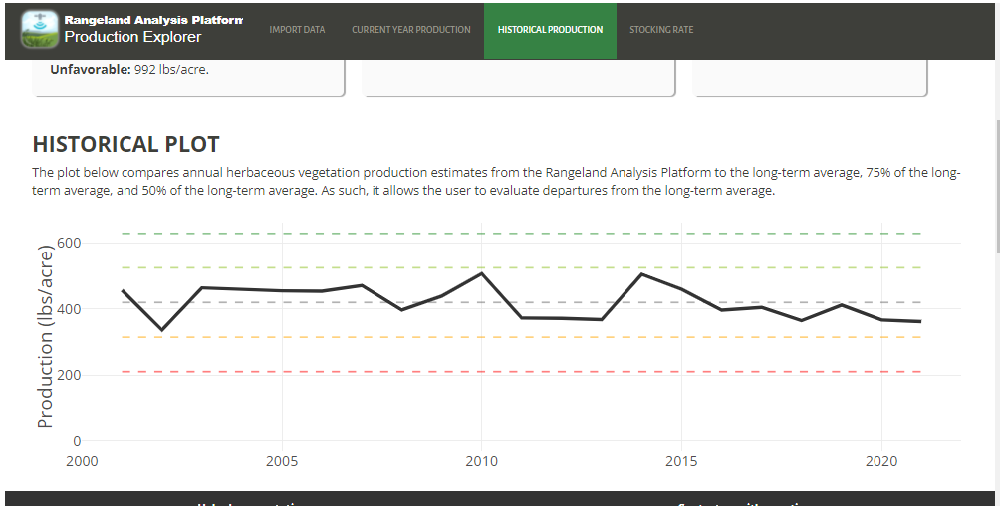 Rangeland Analysis Platform
Production Explorer
IMPORT DATA
CURRENT YEAR PRODUCTION
HISTORICAL PRODUCTION
STOCKING RATE
Unfavorable: 992 lbs/acre.
HISTORICAL PLOT
The plot below compares annual herbaceous vegetation production estimates from the Rangeland Analysis Platform to the long-term average, 75% of the long-
term average, and 50% of the long-term average. As such, it allows the user to evaluate departures from the long-term average.
Production (lbs/acre)
600
400
200
0
2000
2005
2010
2015
2020